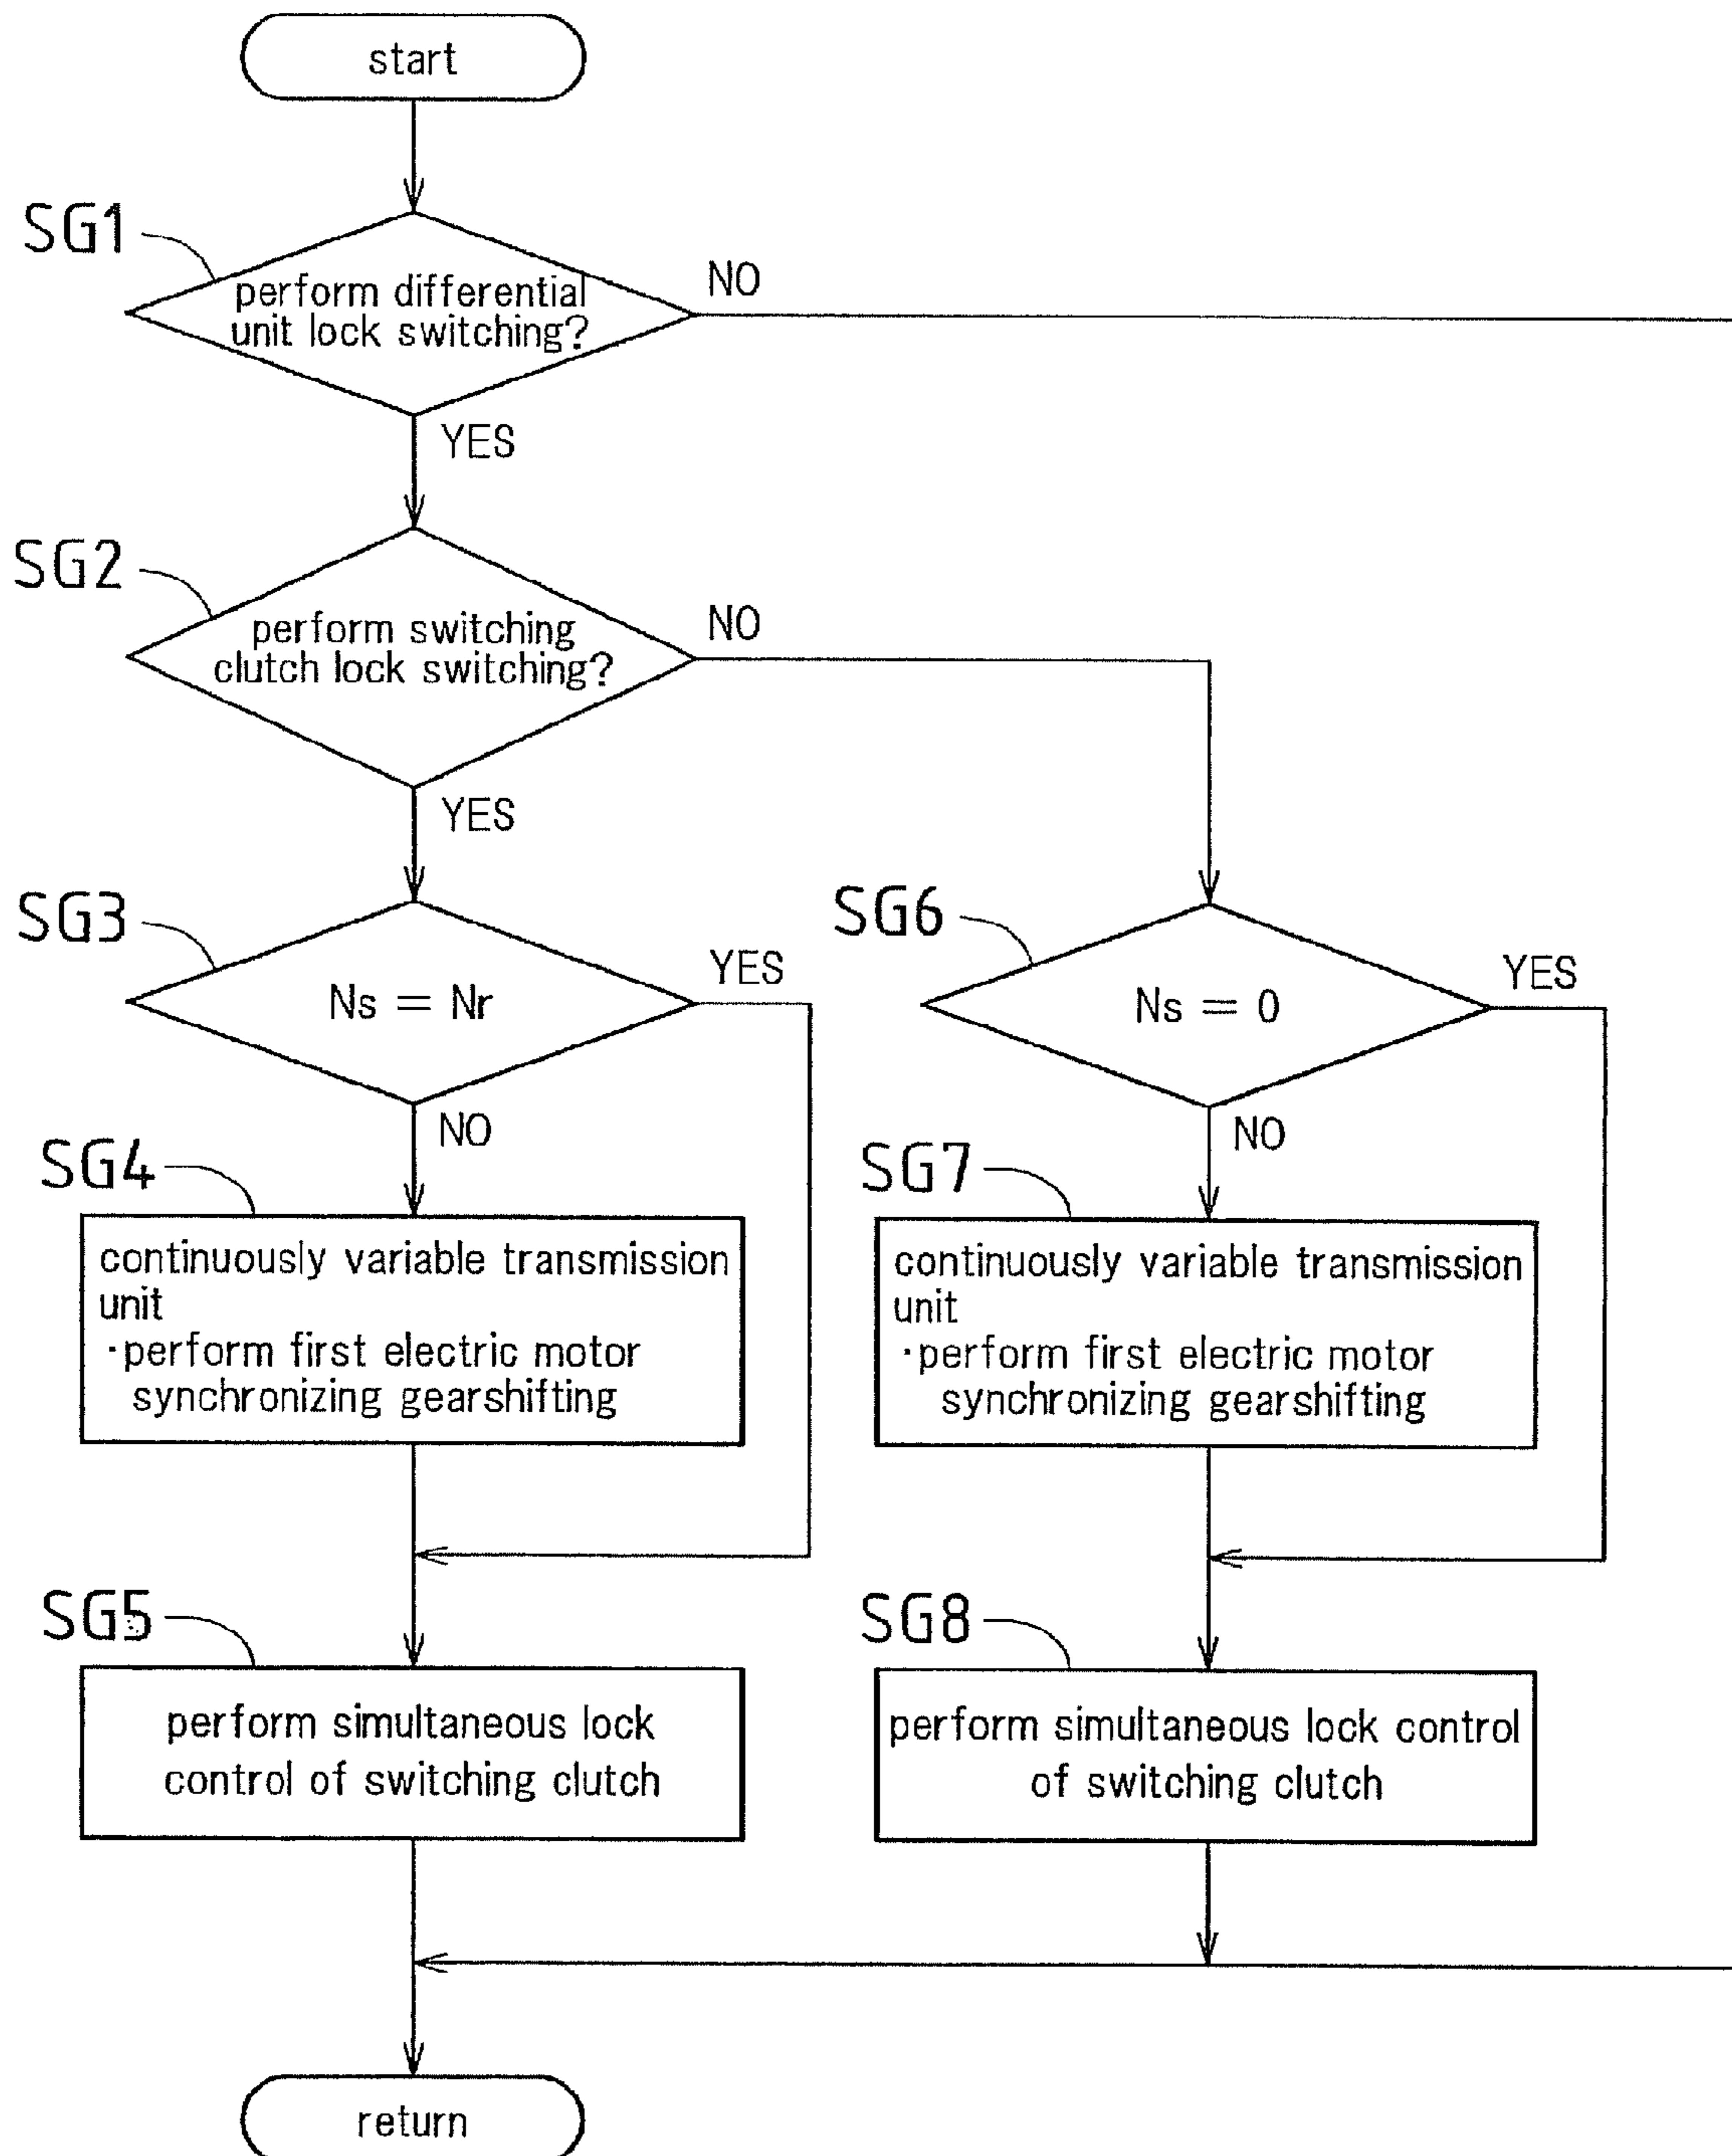 start
SG1
perform differential
unit lock switching?
NO
YES
SG2
perform switching
clutch lock switching?
NO
YES
SG3
Ns = Nr
YES
NO
SG6
Ns = 0
YES
NO
SG4
continuously variable transmission
unit
・perform first electric motor
synchronizing gearshifting
SG7
continuously variable transmission
unit
・perform first electric motor
synchronizing gearshifting
SG5
perform simultaneous lock
control of switching clutch
SG8
perform simultaneous lock control
of switching clutch
return